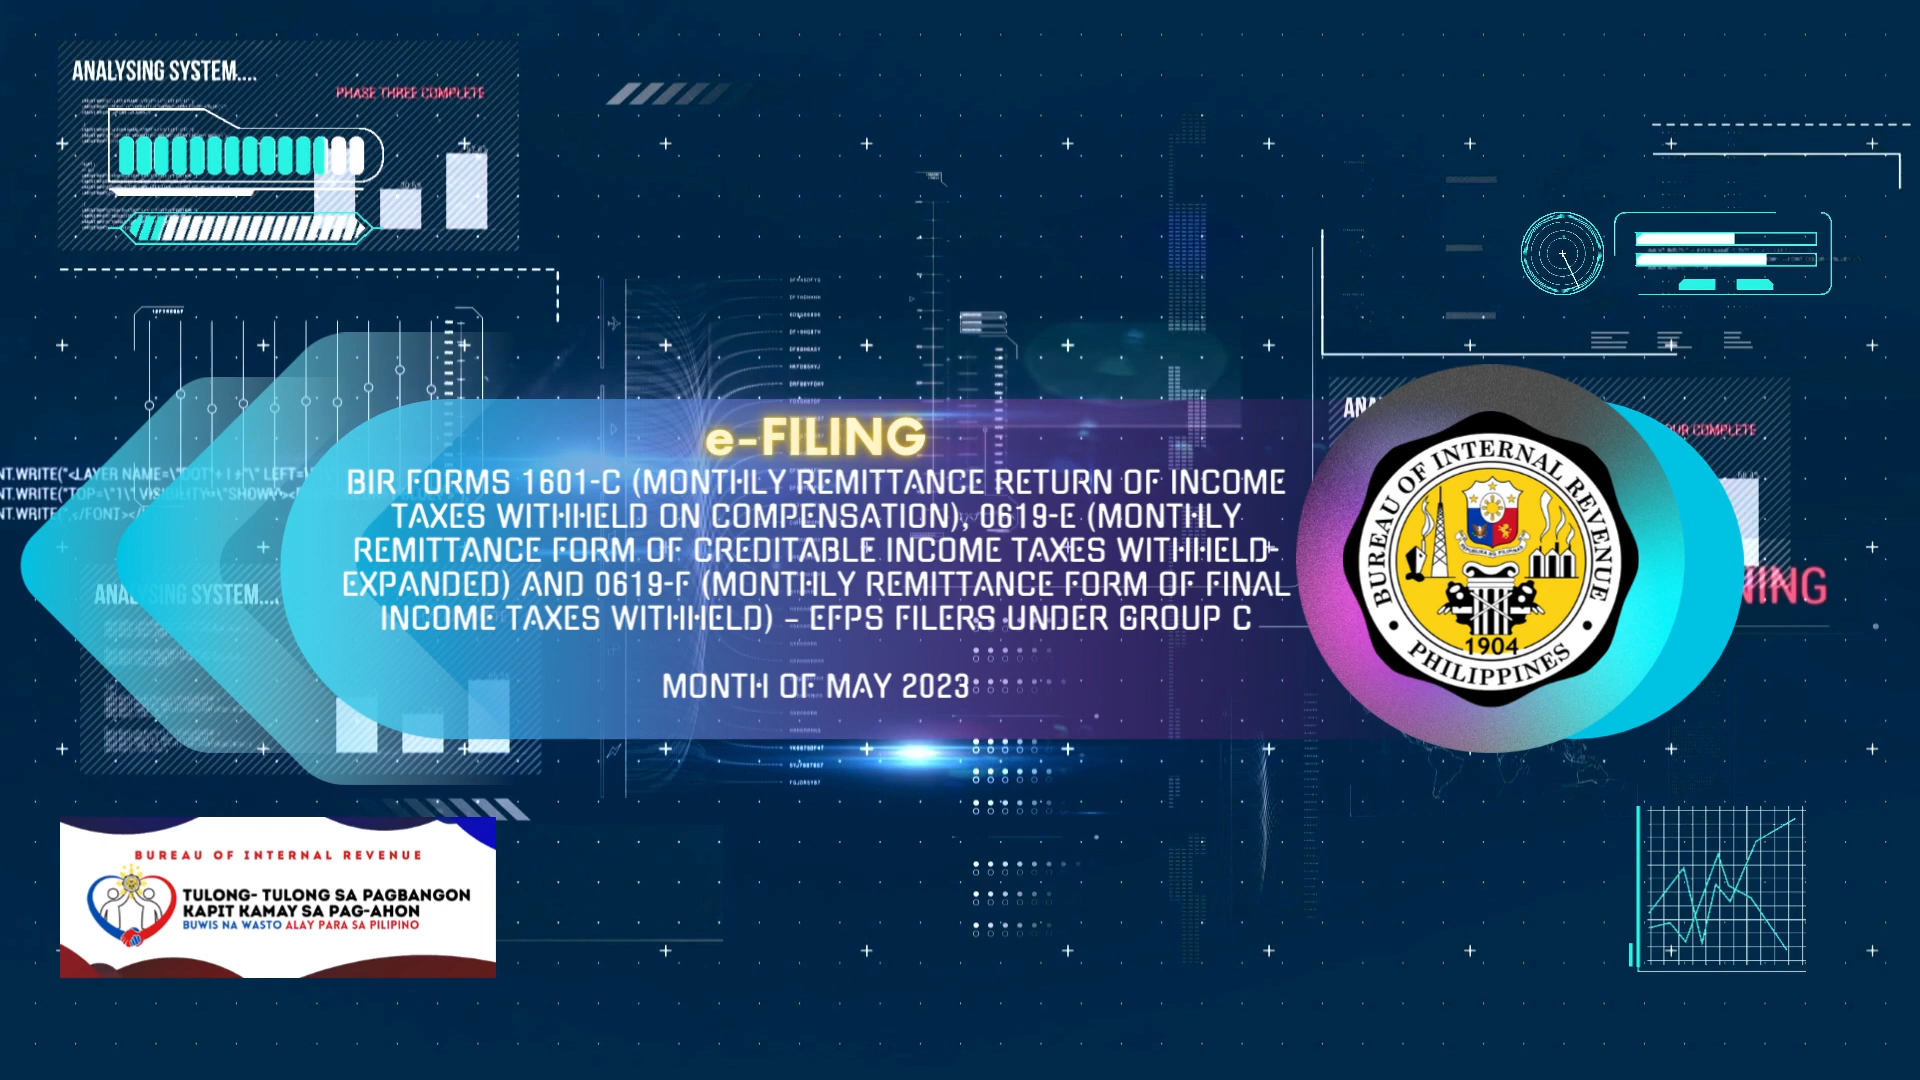 ANALYSING SYSTEM....
PHASE THREE COMPLETE
e-FILING
BIR FORMS 1601-C (MONTHLY REMITTANCE RETURN OF INCOME
TAXES WITHHELD ON COMPENSATION), 0619-E (MONTHLY
REMITTANCE FORM OF CREDITABLE INCOME TAXES WITHHELD-
EXPANDED) AND 0619-F (MONTHLY REMITTANCE FORM OF FINAL
INCOME TAXES WITHHELD) – EFPS FILERS UNDER GROUP C
MONTH OF MAY 2023
BUREAU OF INTERNAL REVENUE
1904
PHILIPPINES
ANALYSING SYSTEM....
BUREAU OF INTERNAL REVENUE
TULONG- TULONG SA PAGBANGON
KAPIT KAMAY SA PAG-AHON
BUWIS NA WASTO ALAY PARA SA PILIPINO